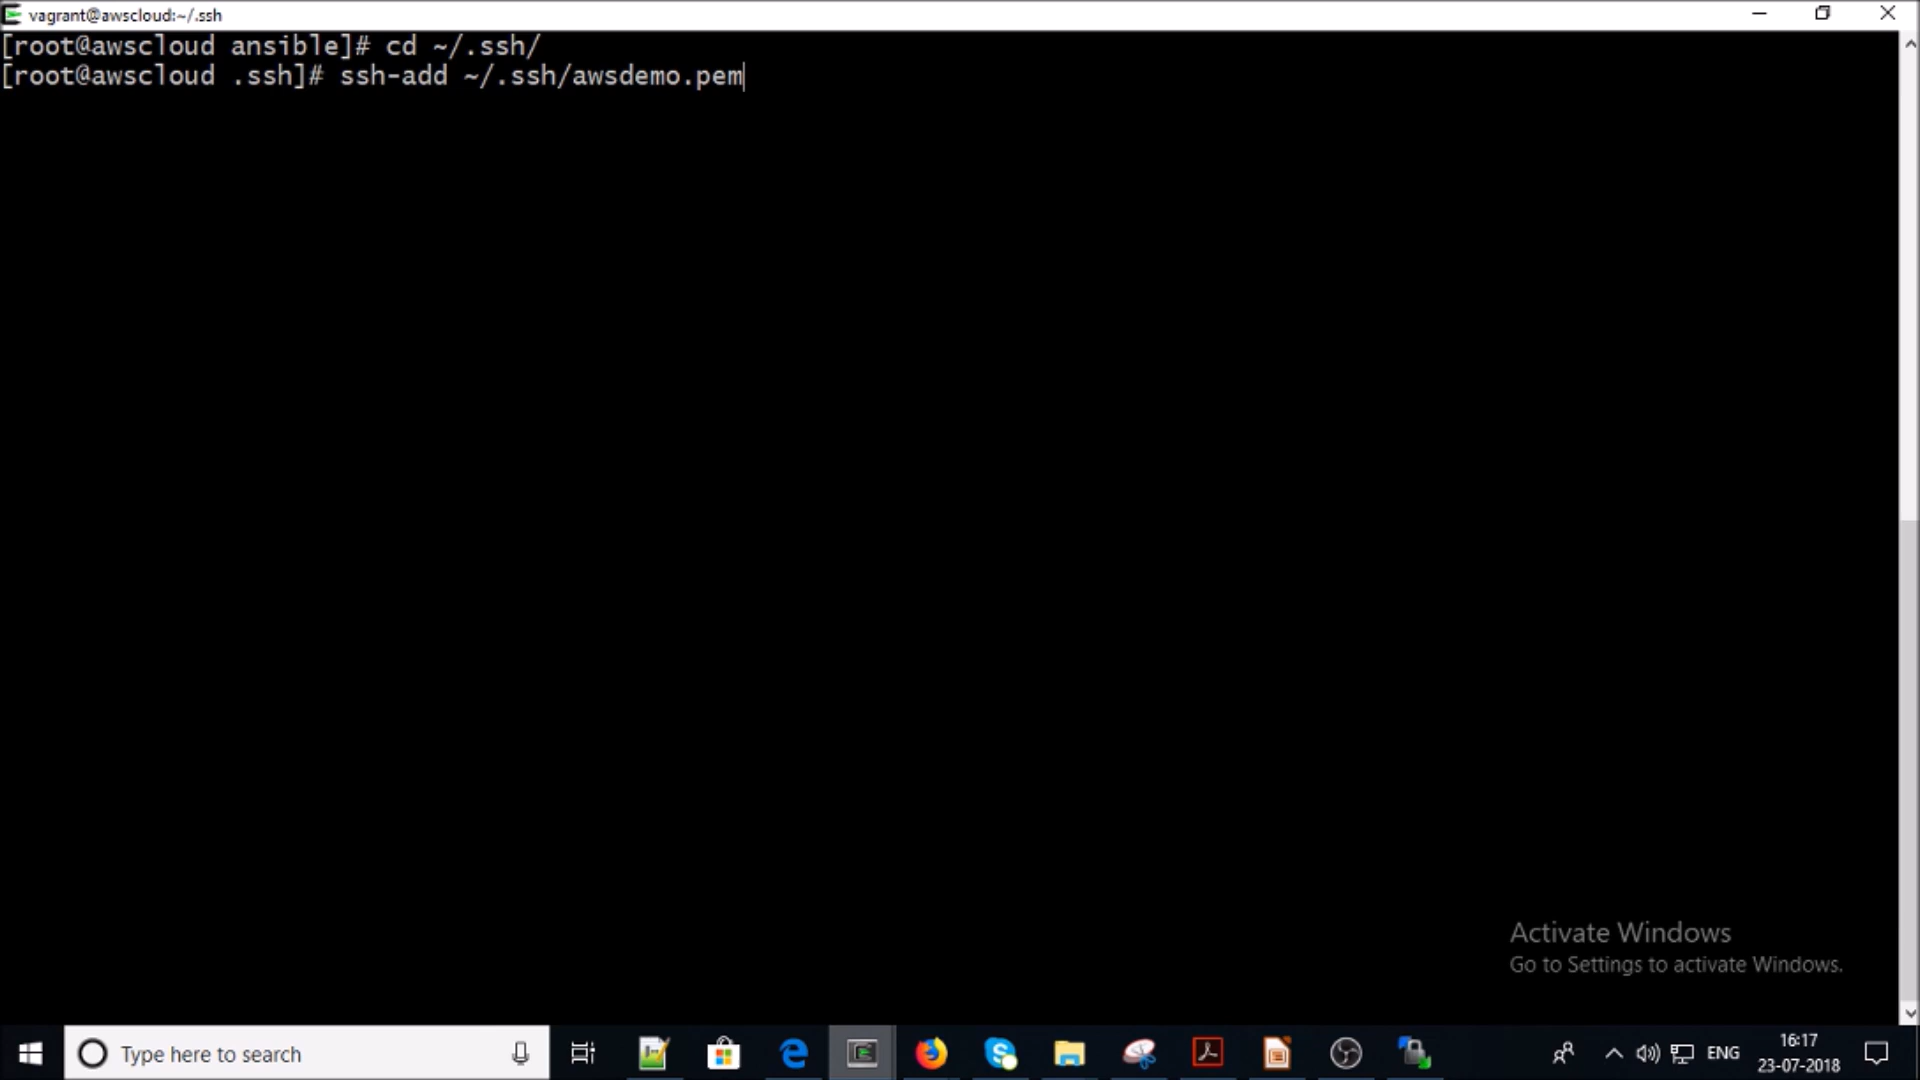 vagrant@awscloud:~/.ssh
[root@awscloud ansible]# cd ~/.ssh/
[root@awscloud .ssh]# ssh-add ~/.ssh/awsdemo.pem
Activate Windows
Go to Settings to activate Windows.
Type here to search
ENG
16:17
23-07-2018